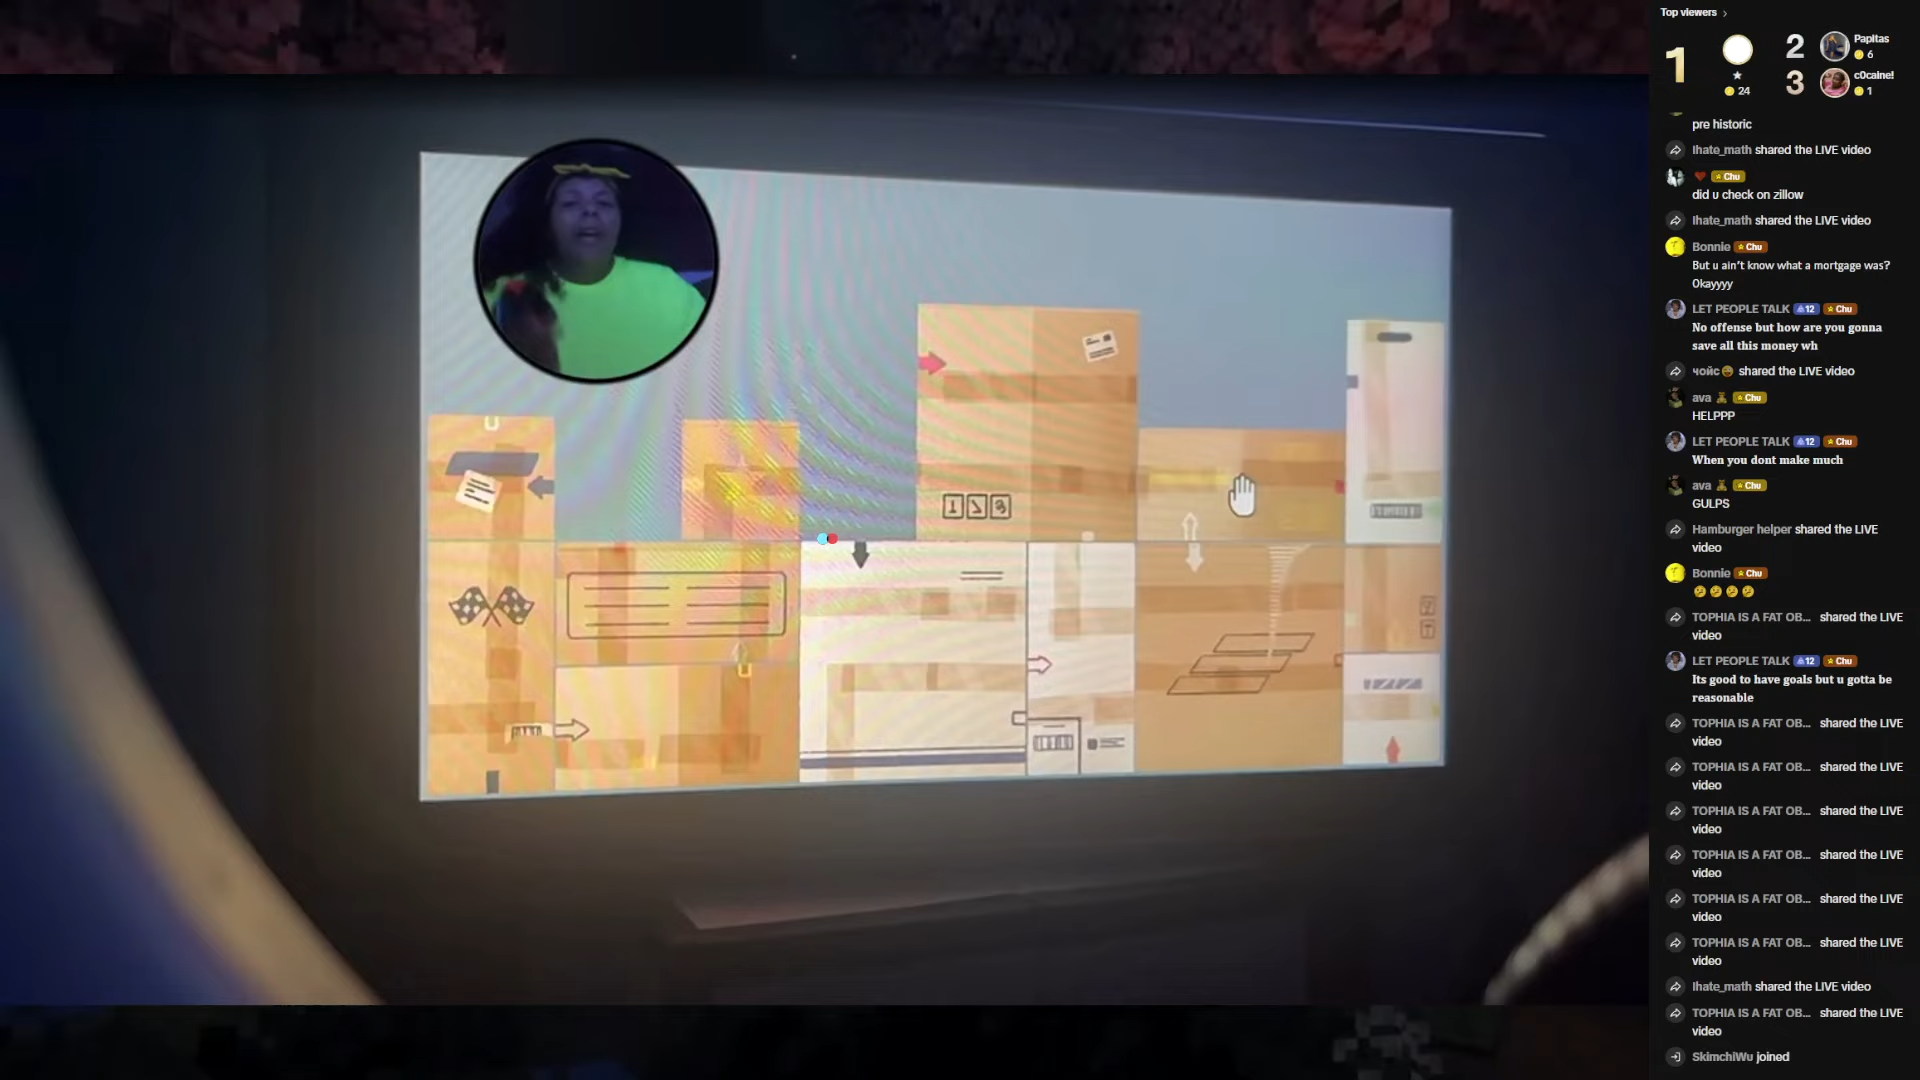 Top viewers
1
24
2
Papitas
6
3
c0caine!
1
pre historic
Ihate_math shared the LIVE video
Chu
did u check on zillow
Ihate_math shared the LIVE video
Bonnie Chu
But u ain't know what a mortgage was?
Okayyyy
LET PEOPLE TALK 12 Chu
No offense but how are you gonna
save all this money wh
чойс shared the LIVE video
ava Chu
HELPPP
LET PEOPLE TALK 12 Chu
When you dont make much
ava Chu
GULPS
Hamburger helper shared the LIVE
video
Bonnie Chu
TOPHIA IS A FAT OB... shared the LIVE
video
LET PEOPLE TALK 12 Chu
Its good to have goals but u gotta be
reasonable
TOPHIA IS A FAT OB... shared the LIVE
video
TOPHIA IS A FAT OB... shared the LIVE
video
TOPHIA IS A FAT OB... shared the LIVE
video
TOPHIA IS A FAT OB... shared the LIVE
video
TOPHIA IS A FAT OB... shared the LIVE
video
TOPHIA IS A FAT OB... shared the LIVE
video
Ihate_math shared the LIVE video
TOPHIA IS A FAT OB... shared the LIVE
video
SkimchiWu joined